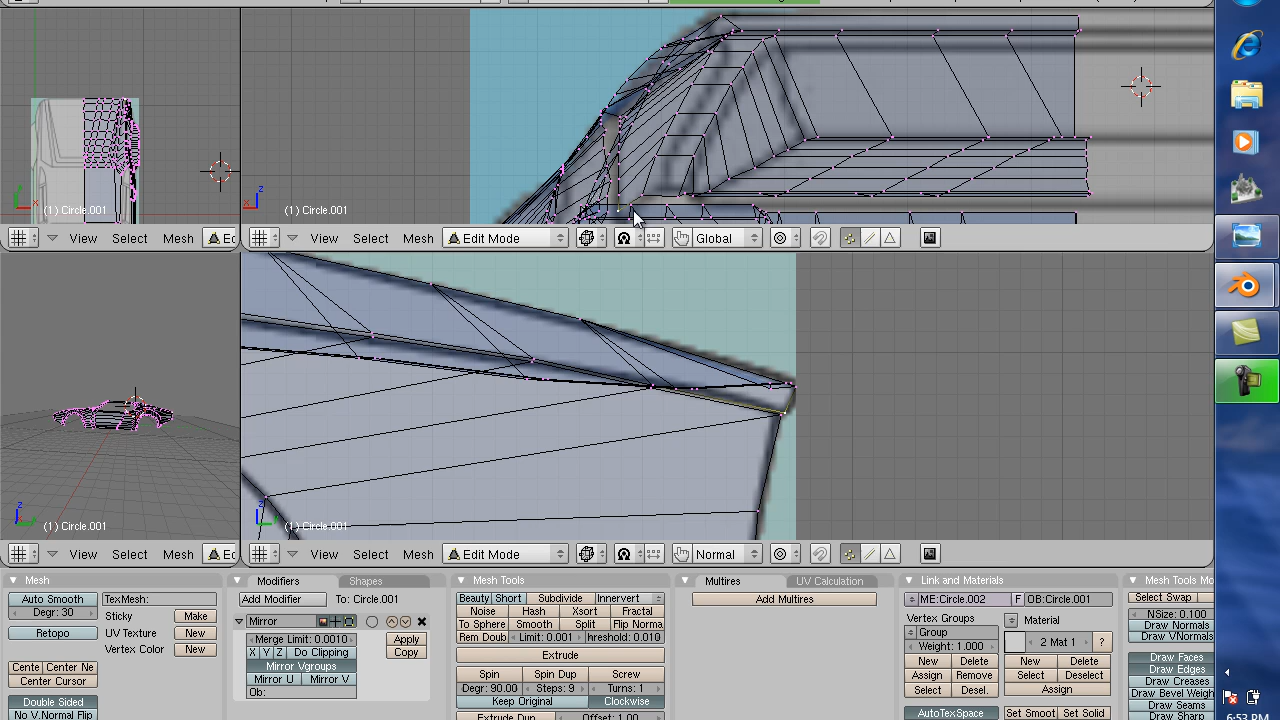 (1) Circle.001
(1) Circle.001
View Select Mesh Ec
View Select Mesh Edit Mode Global
(1) Circle.001
(1) Circle.001
View Select Mesh Ec
View Select Mesh Edit Mode Normal
Mesh
Auto Smooth
Degr: 30
Retopo
Cente Center Ne
Center Cursor
Double Sided
No V.Normal Flip
TexMesh:
Sticky Make
UV Texture New
Vertex Color New
Modifiers Shapes
Add Modifier To: Circle.001
Mirror
Merge Limit: 0.0010
X Y Z Do Clipping
Mirror Vgroups
Mirror U Mirror V
Ob:
Apply
Copy
Mesh Tools
Beauty Short Subdivide Innervert
Noise Hash Xsort Fractal
To Sphere Smooth Split Flip Norma
Rem Doub Limit: 0.001 hreshold: 0.010
Extrude
Spin Spin Dup Screw
Degr: 90.00 Steps: 9 Turns: 1
Keep Original Clockwise
Extrude Dup Offset: 1.00
Multires UV Calculation
Add Multires
Link and Materials
ME:Circle.002 F OB:Circle.001
Vertex Groups
Group
Weight: 1.000
New Delete
Assign Remove
Select Desel.
AutoTexSpace
Material
2 Mat 1 ?
New Delete
Select Deselect
Assign
Set Smoot Set Solid
Mesh Tools Mo
Select Swap
NSize: 0.100
Draw Normals
Draw VNormals
Draw Faces
Draw Edges
Draw Creases
Draw Bevel Weigh
Draw Seams
6:53 PM